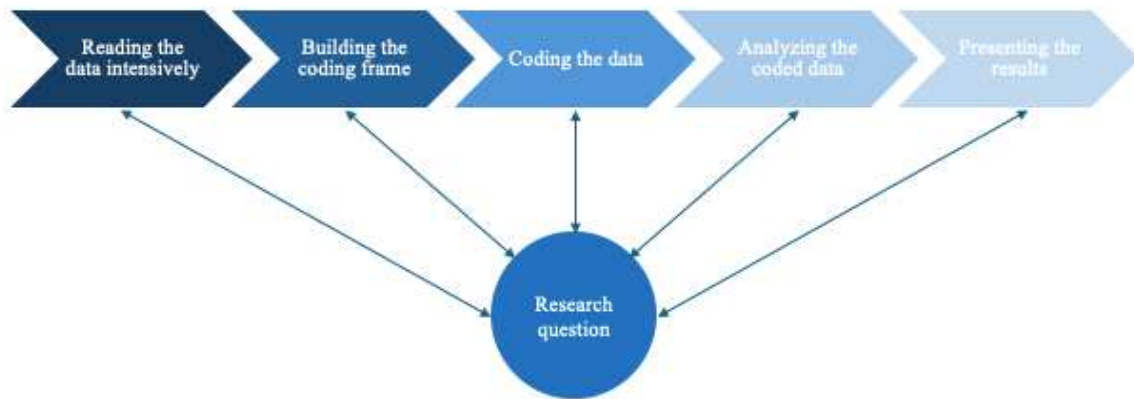 Reading the
data intensively
Building the
coding frame
Coding the data
Analyzing the
coded data
Presenting the
results
Research
question